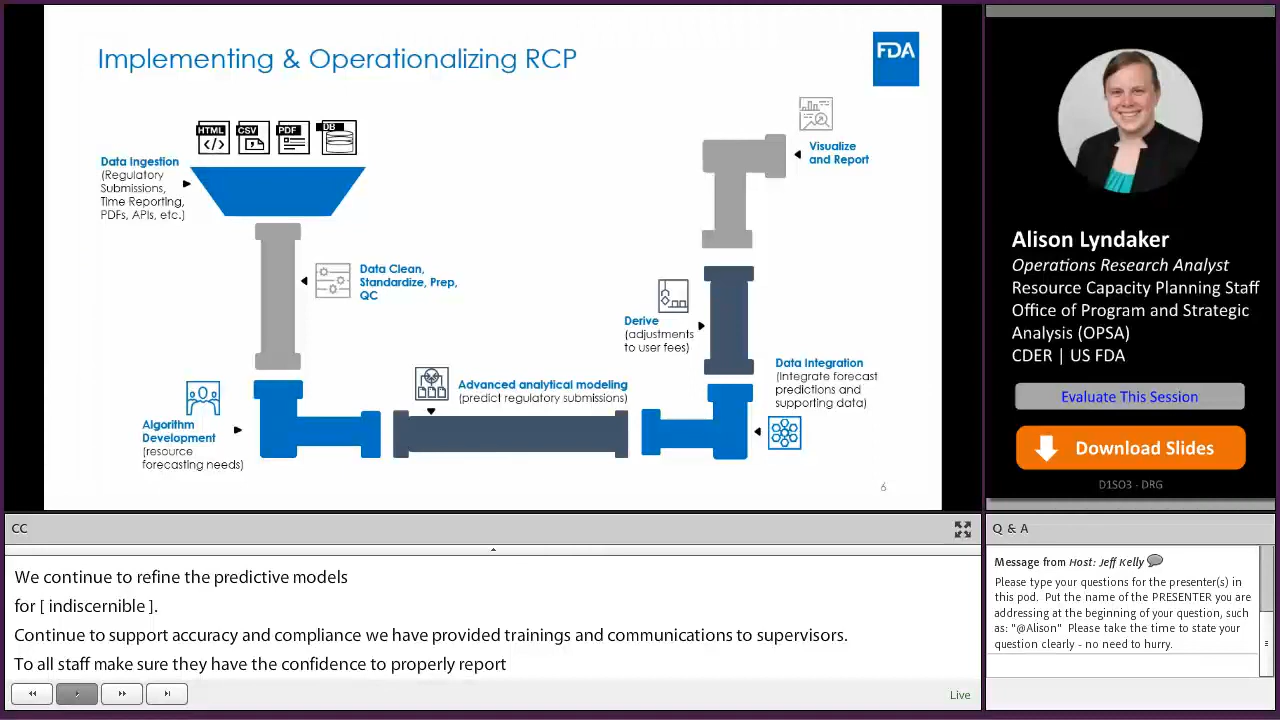 Implementing & Operationalizing RCP
FDA
HTML
CSV
PDF
DB
Data Ingestion
(Regulatory
Submissions,
Time Reporting,
PDFs, APIs, etc.)
Data Clean,
Standardize, Prep,
QC
Algorithm
Development
(resource
forecasting needs)
Advanced analytical modeling
(predict regulatory submissions)
Data Integration
(integrate forecast
predictions and
supporting data)
Derive
(adjustments
to user fees)
Visualize
and Report
6
Alison Lyndaker
Operations Research Analyst
Resource Capacity Planning Staff
Office of Program and Strategic
Analysis (OPSA)
CDER | US FDA
Evaluate This Session
Download Slides
D1SO3 - DRG
CC
We continue to refine the predictive models
for [ indiscernible ].
Continue to support accuracy and compliance we have provided trainings and communications to supervisors.
To all staff make sure they have the confidence to properly report
Live
Q & A
Message from Host: Jeff Kelly
Please type your questions for the presenter(s) in
this pod.  Put the name of the PRESENTER you are
addressing at the beginning of your question, such
as: "@Alison"  Please take the time to state your
question clearly - no need to hurry.